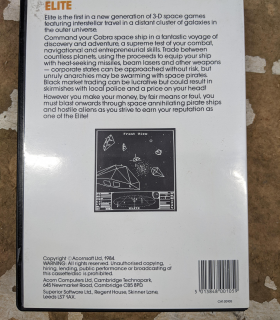 ELITE
Elite is the first in a new generation of 3-D space games
featuring interstellar travel in a distant cluster of galaxies in
the outer universe.
Command your Cobra space ship in a fantastic voyage of
discovery and adventure, a supreme test of your combat,
navigational and entrepreneurial skills. Trade between
countless planets, using the proceeds to equip your ship
with heat-seeking missiles, beam lasers and other weapons
— corporate states can be approached without risk, but
unruly anarchies may be swarming with space pirates.
Black market trading can be lucrative but could result in
skirmishes with local police and a price on your head!
However you make your money, by fair means or foul, you
must blast onwards through space annihilating pirate ships
and hostile aliens as you strive to earn your reputation as
one of the Elite!
Front View
Copyright © Acornsoft Ltd., 1984
WARNING: All rights reserved. Unauthorised copying,
hiring, lending, public performance or broadcasting of
this cassette/disc is prohibited.
Acorn Computers Ltd., Cambridge Technopark,
645 Newmarket Road, Cambridge CB5 8PD
Superior Software Ltd., Regent House, Skinner Lane,
Leeds LS7 1AX.